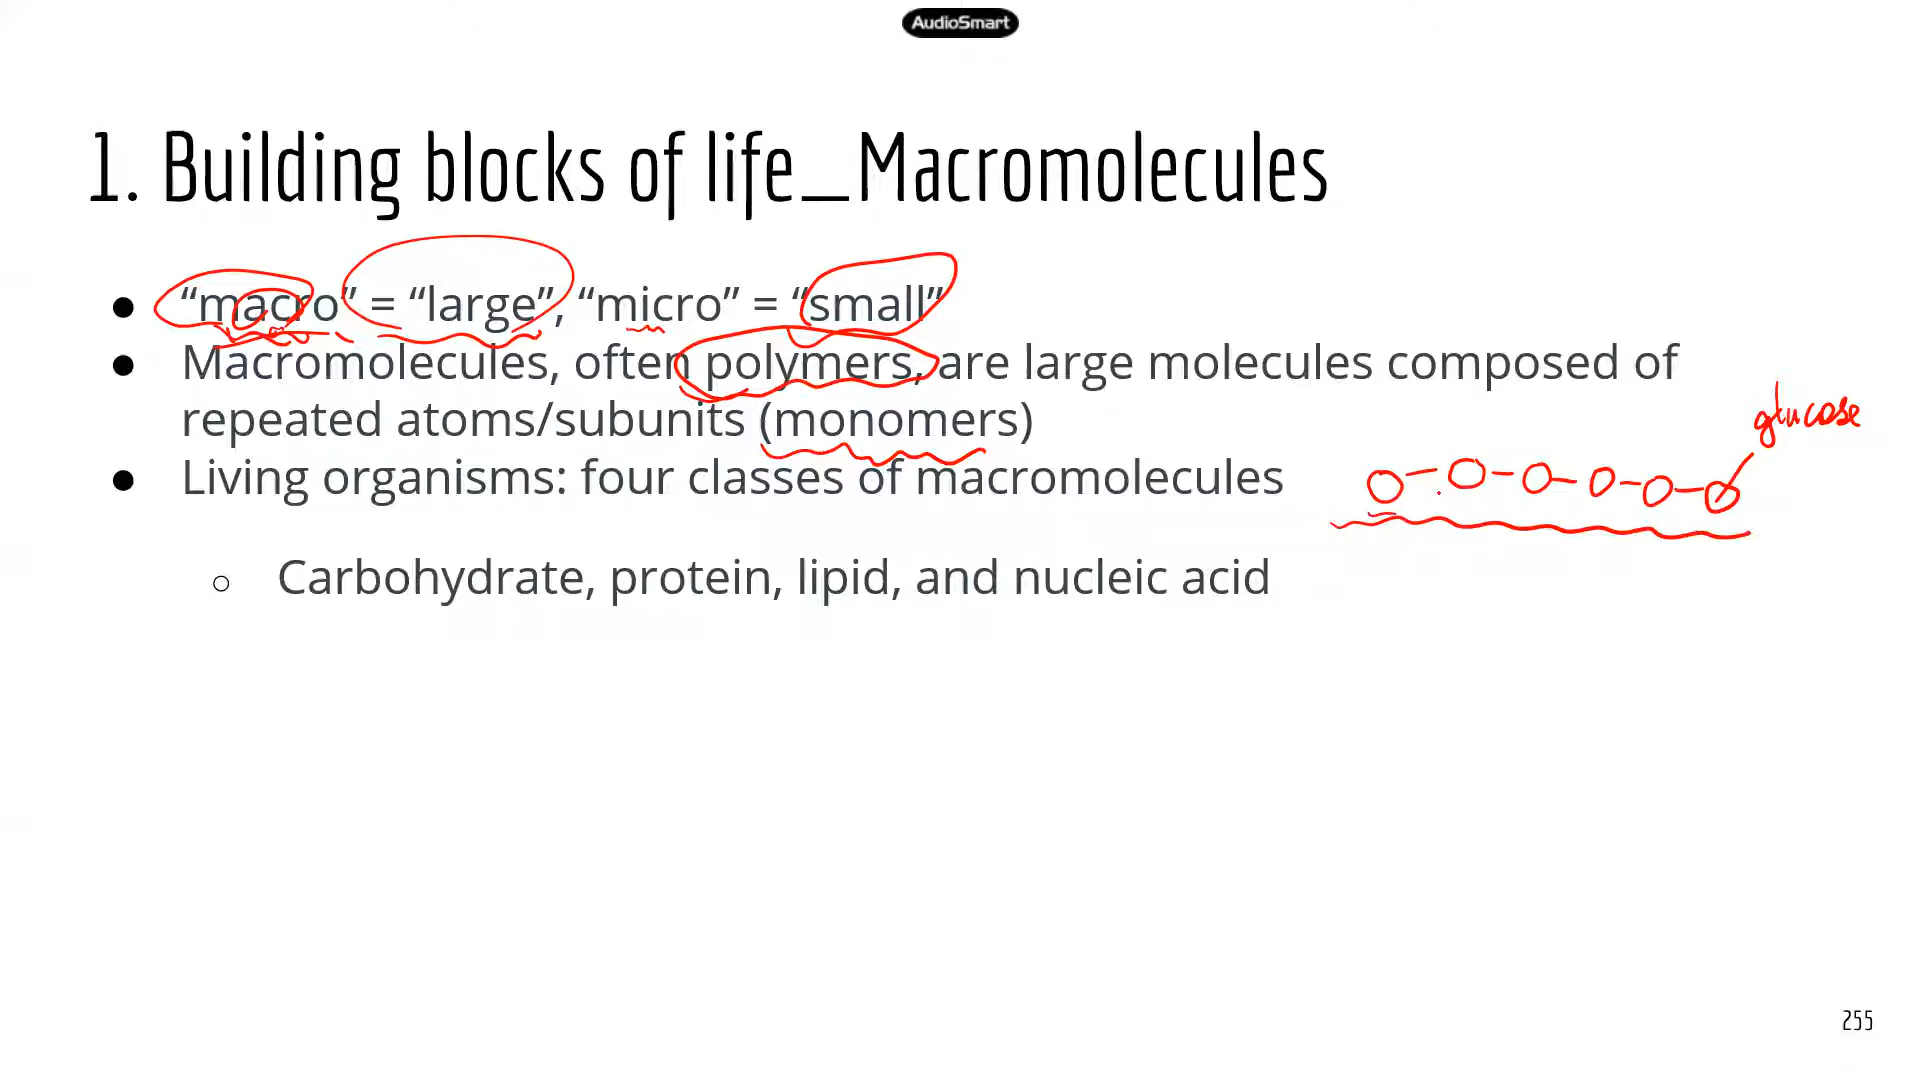 AudioSmart
1. Building blocks of life_Macromolecules
● “macro” = “large”, “micro” = “small”
● Macromolecules, often polymers, are large molecules composed of
repeated atoms/subunits (monomers)
glucose
● Living organisms: four classes of macromolecules
○ Carbohydrate, protein, lipid, and nucleic acid
255